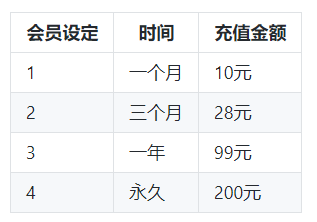 会员设定 时间 充值金额
1 一个月 10元
2 三个月 28元
3 一年 99元
4 永久 200元